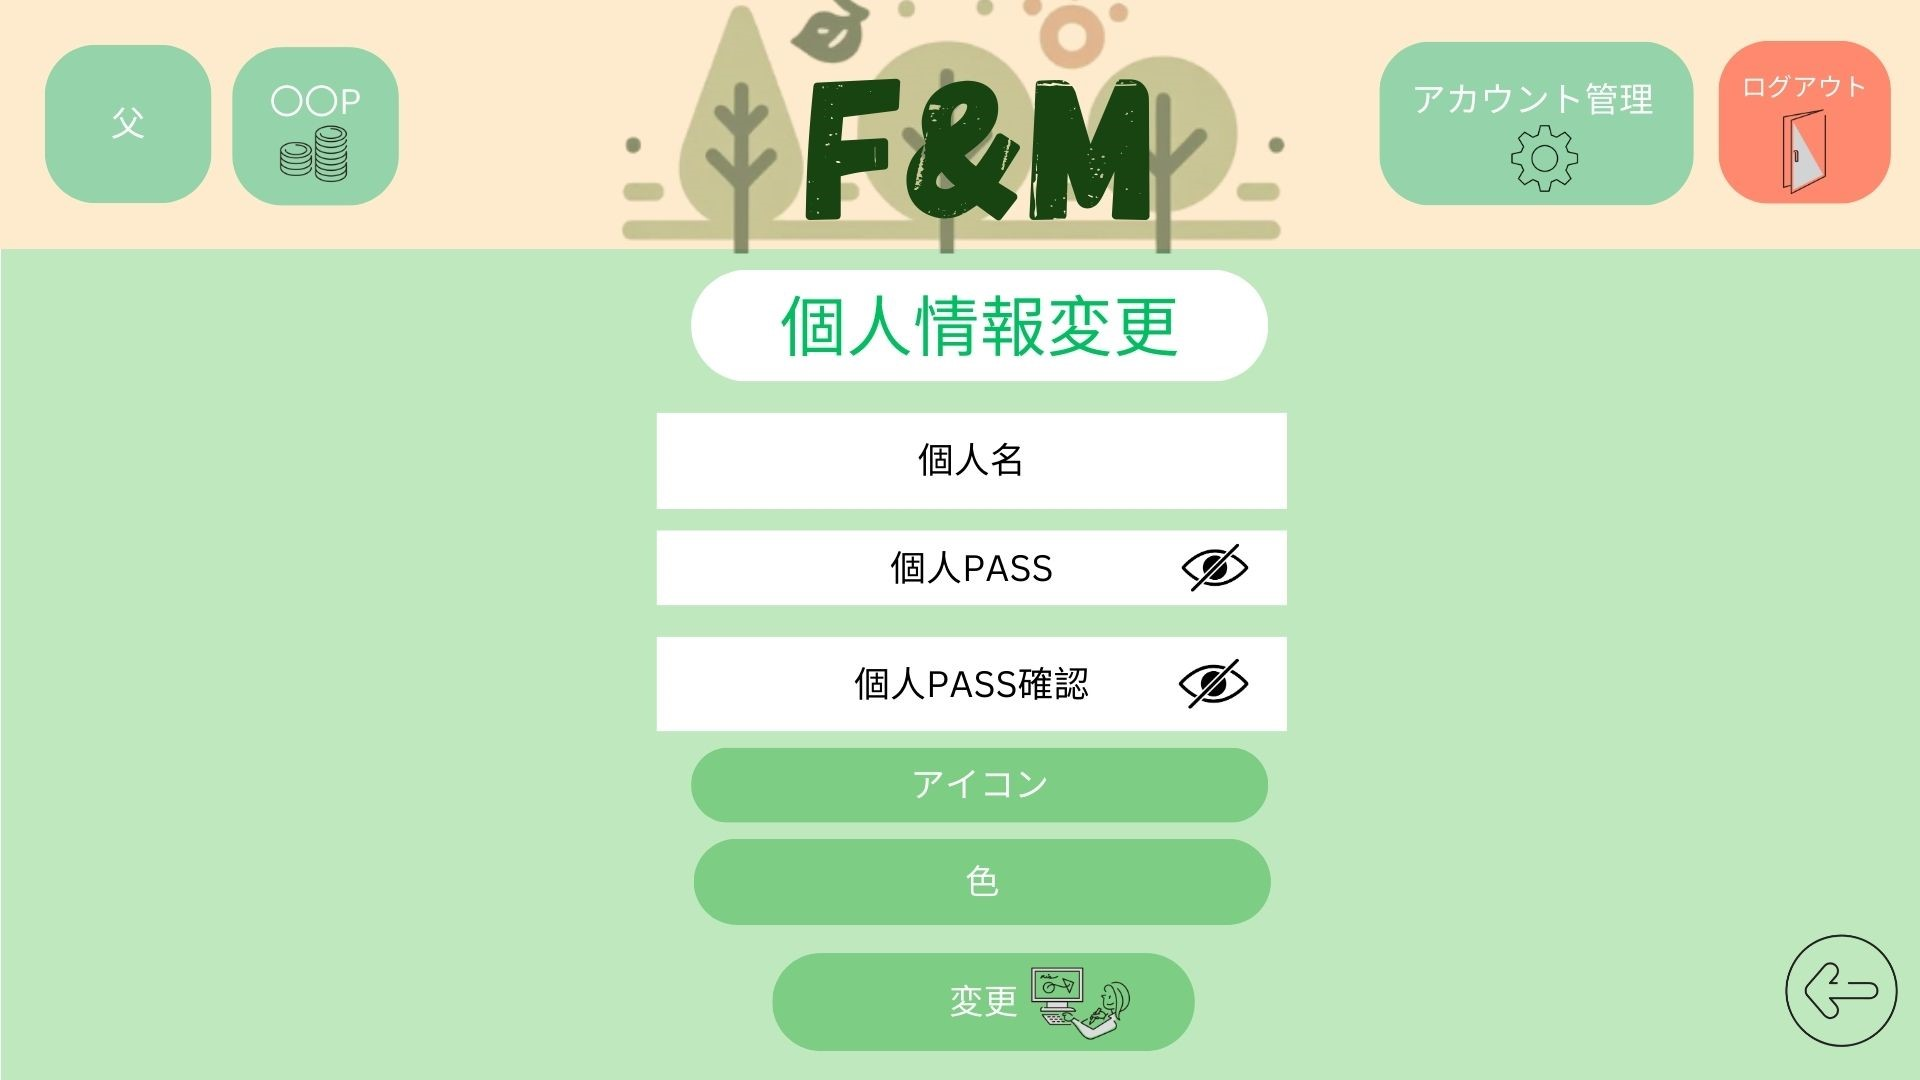 父
〇〇P
F&M
アカウント管理
ログアウト
個人情報変更
個人名
個人PASS
個人PASS確認
アイコン
色
変更